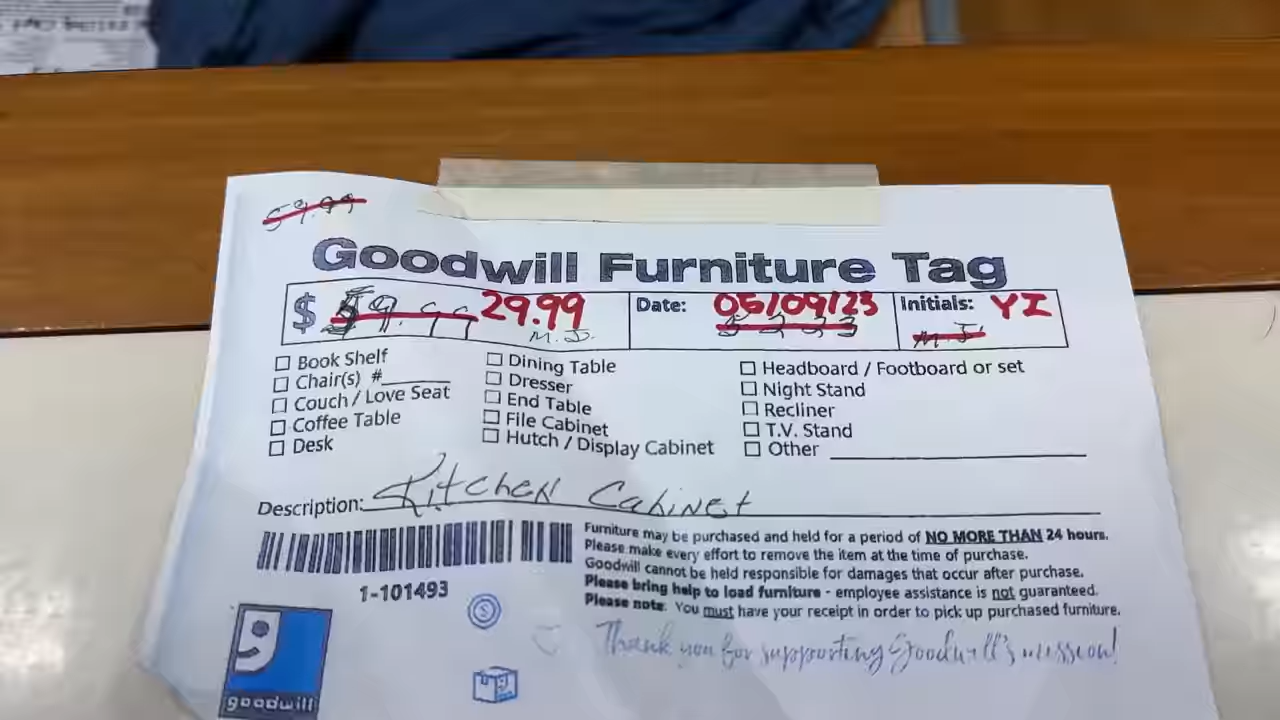 59.99
Goodwill Furniture Tag
$ 59.99 29.99 Date: 05/09/23 Initials: YI
M.J. 5 2 23 M.J.
☐ Book Shelf ☐ Dining Table ☐ Headboard / Footboard or set
☐ Chair(s) #______ ☐ Dresser ☐ Night Stand
☐ Couch / Love Seat ☐ End Table ☐ Recliner
☐ Coffee Table ☐ File Cabinet ☐ T.V. Stand
☐ Desk ☐ Hutch / Display Cabinet ☐ Other ______
Description: Kitchen Cabinet
Furniture may be purchased and held for a period of NO MORE THAN 24 hours.
Please make every effort to remove the item at the time of purchase.
Goodwill cannot be held responsible for damages that occur after purchase.
Please bring help to load furniture - employee assistance is not guaranteed.
Please note: You must have your receipt in order to pick up purchased furniture.
1-101493
Thank you for supporting Goodwill's mission!
goodwill